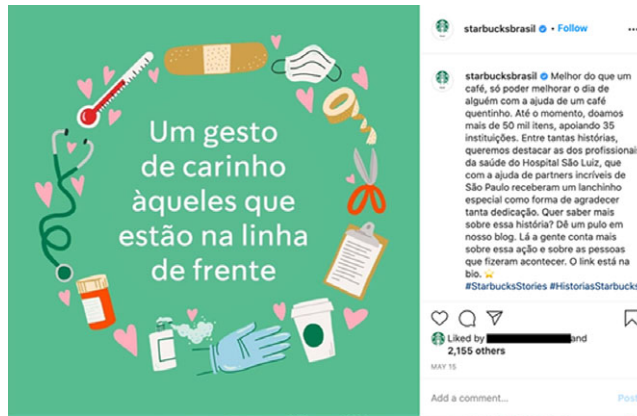 Um gesto
de carinho
àqueles que
estão na linha
de frente
starbucksbrasil • Follow
starbucksbrasil Melhor do que um
café, só poder melhorar o dia de
alguém com a ajuda de um café
quentinho. Até o momento, doamos
mais de 50 mil itens, apoiando 35
instituições. Entre tantas histórias,
queremos destacar as dos profissionais
da saúde do Hospital São Luiz, que
com a ajuda de partners incríveis de
São Paulo receberam um lanchinho
especial como forma de agradecer
tanta dedicação. Quer saber mais
sobre essa história? Dê um pulo em
nosso blog. Lá a gente conta mais
sobre essa ação e sobre as pessoas
que fizeram acontecer. O link está na
bio.
#StarbucksStories #HistoriasStarbucks
Liked by and
2,155 others
MAY 15
Add a comment...
Post